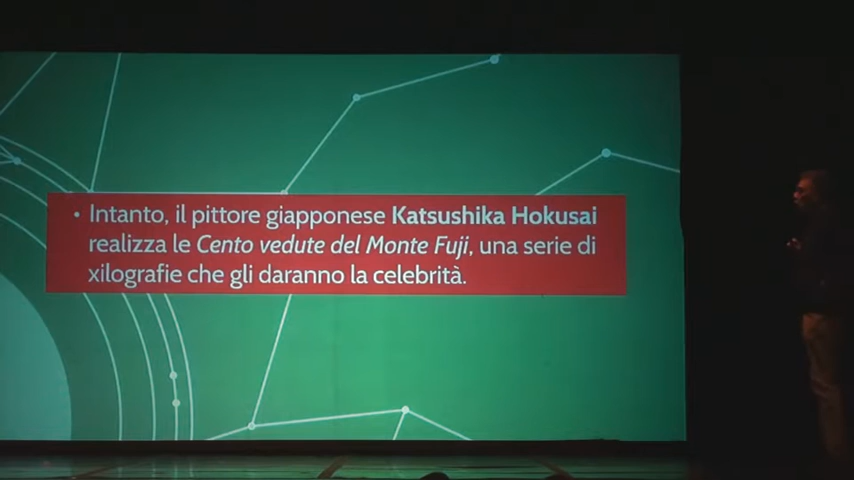 • Intanto, il pittore giapponese Katsushika Hokusai
realizza le Cento vedute del Monte Fuji, una serie di
xilografie che gli daranno la celebrità.